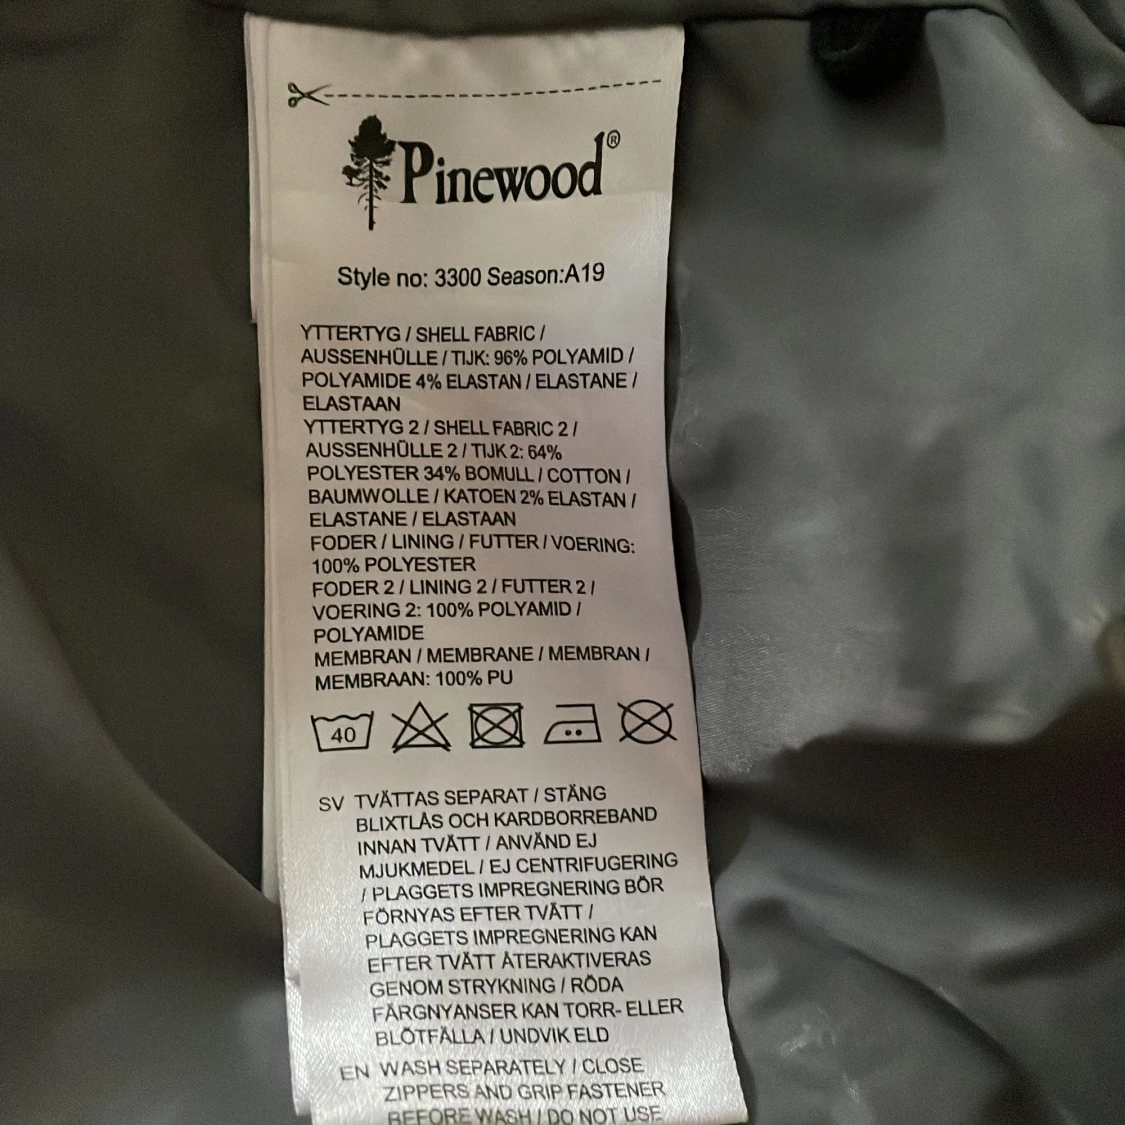 Pinewood®
Style no: 3300 Season:A19
YTTERTYG / SHELL FABRIC /
AUSSENHÜLLE / TIJK: 96% POLYAMID /
POLYAMIDE 4% ELASTAN / ELASTANE /
ELASTAAN
YTTERTYG 2 / SHELL FABRIC 2 /
AUSSENHÜLLE 2 / TIJK 2: 64%
POLYESTER 34% BOMULL / COTTON /
BAUMWOLLE / KATOEN 2% ELASTAN /
ELASTANE / ELASTAAN
FODER / LINING / FUTTER / VOERING:
100% POLYESTER
FODER 2 / LINING 2 / FUTTER 2 /
VOERING 2: 100% POLYAMID /
POLYAMIDE
MEMBRAN / MEMBRANE / MEMBRAN /
MEMBRAAN: 100% PU
40
SV TVÄTTAS SEPARAT / STÄNG
BLIXTLÅS OCH KARDBORREBAND
INNAN TVÄTT / ANVÄND EJ
MJUKMEDEL / EJ CENTRIFUGERING
/ PLAGGETS IMPREGNERING BÖR
FÖRNYAS EFTER TVÄTT /
PLAGGETS IMPREGNERING KAN
EFTER TVÄTT ÅTERAKTIVERAS
GENOM STRYKNING / RÖDA
FÄRGNYANSER KAN TORR- ELLER
BLÖTFÄLLA / UNDVIK ELD
EN WASH SEPARATELY / CLOSE
ZIPPERS AND GRIP FASTENER
BEFORE WASH / DO NOT USE